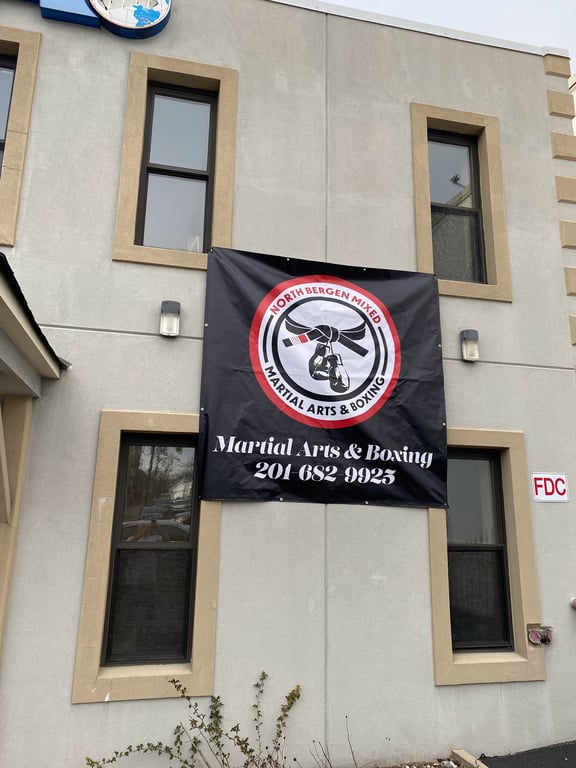 NORTH BERGEN MIXED
MARTIAL ARTS & BOXING
Martial Arts & Boxing
201-682-9923
FDC